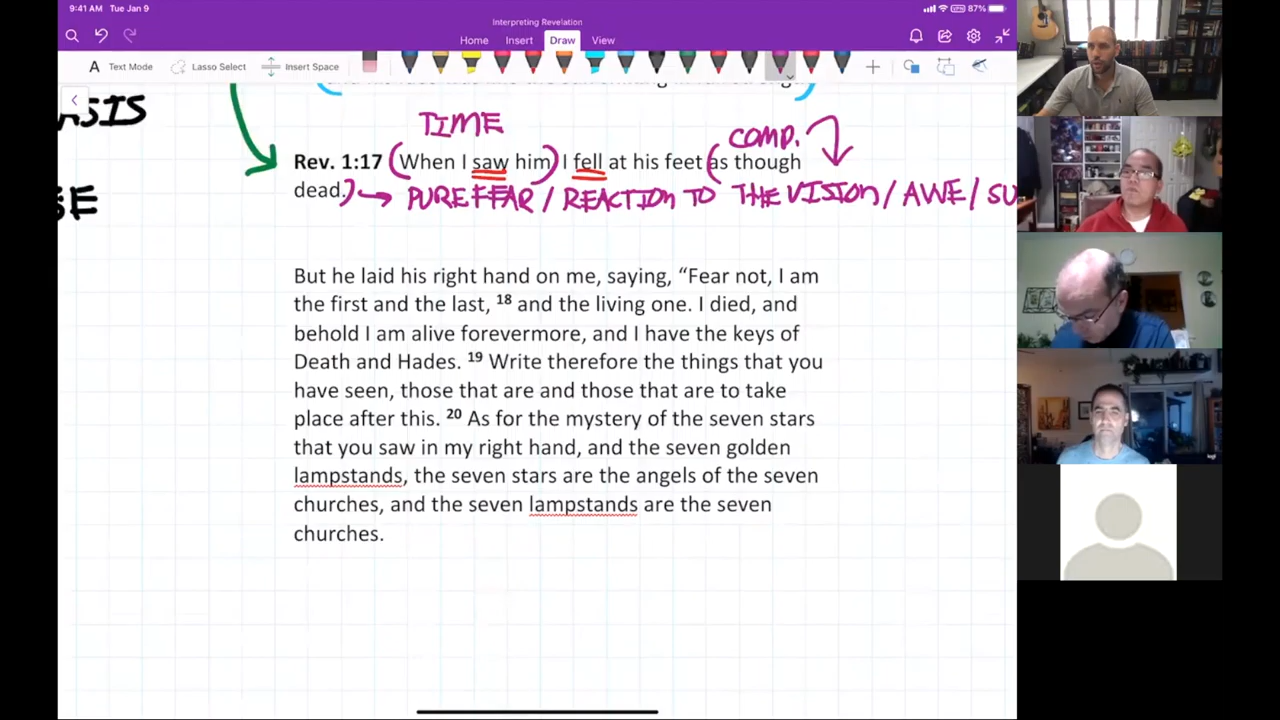 9:41 AM Tue Jan 9
87%
Interpreting Revelation
Home Insert Draw View
A Text Mode Lasso Select Insert Space
TIME
COMP.
Rev. 1:17 (When I saw him) I fell at his feet (as though
dead.) → PURE FEAR / REACTION TO THE VISION / AWE / SU
But he laid his right hand on me, saying, “Fear not, I am
the first and the last, 18 and the living one. I died, and
behold I am alive forevermore, and I have the keys of
Death and Hades. 19 Write therefore the things that you
have seen, those that are and those that are to take
place after this. 20 As for the mystery of the seven stars
that you saw in my right hand, and the seven golden
lampstands, the seven stars are the angels of the seven
churches, and the seven lampstands are the seven
churches.